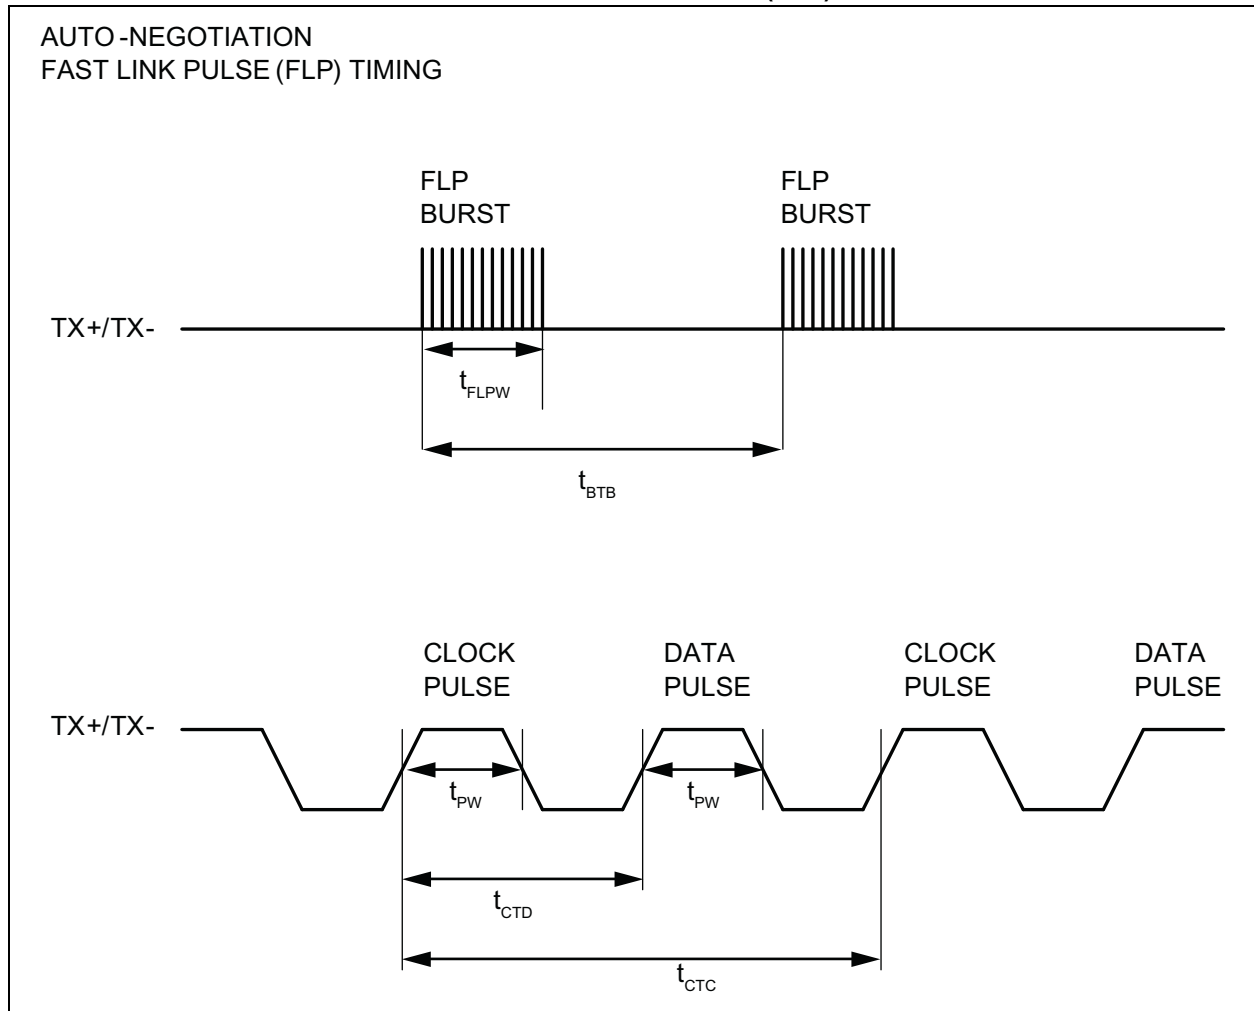 AUTO-NEGOTIATION
FAST LINK PULSE (FLP) TIMING
FLP
BURST
FLP
BURST
TX+/TX-
tFLPW
tBTB
CLOCK
PULSE
DATA
PULSE
CLOCK
PULSE
DATA
PULSE
TX+/TX-
tPW
tPW
tCTD
tCTC